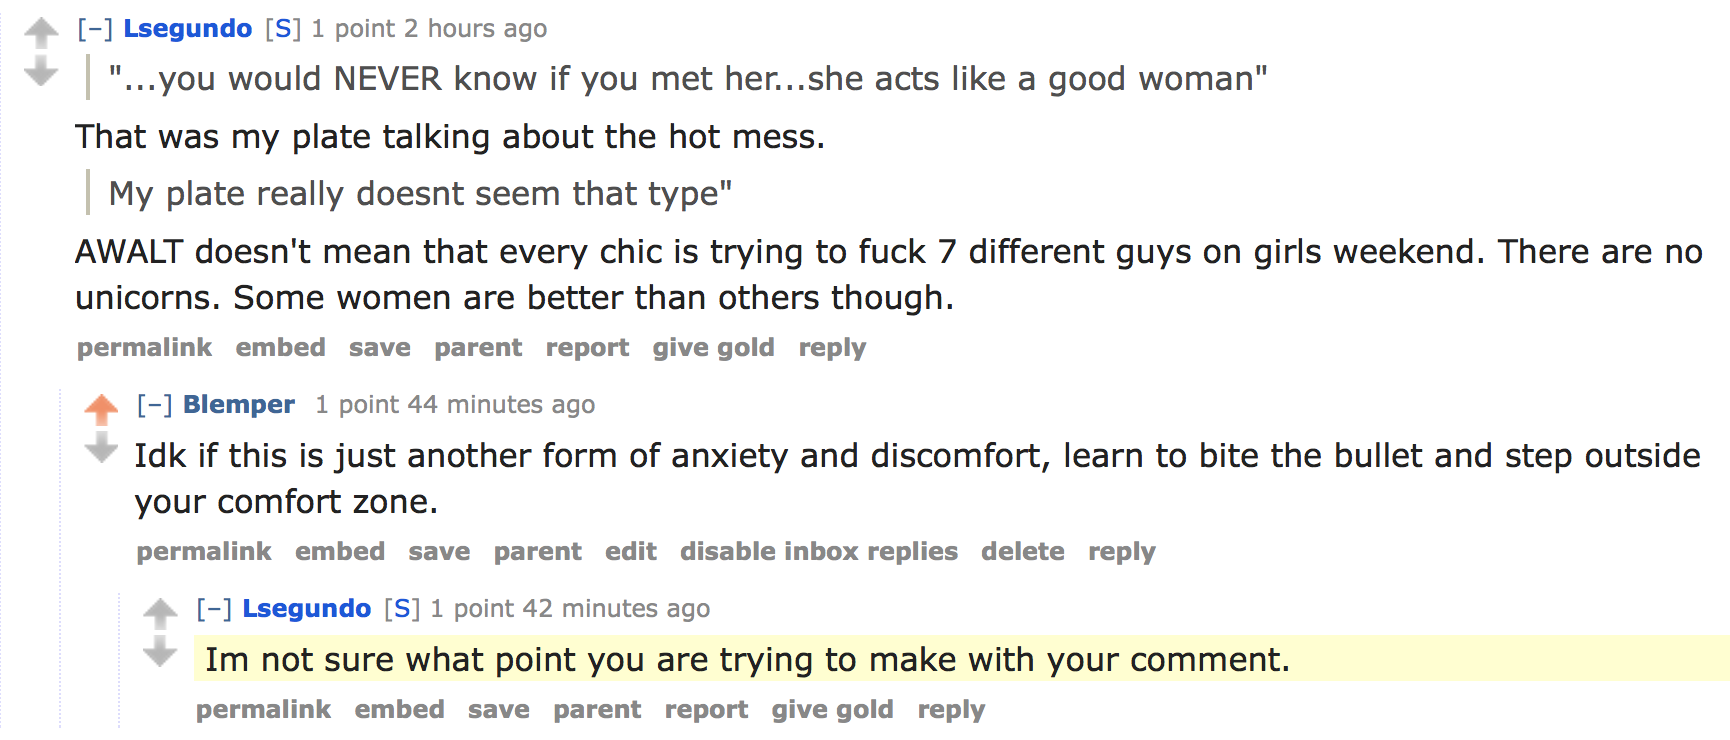 [–] Lsegundo [S] 1 point 2 hours ago
"...you would NEVER know if you met her...she acts like a good woman"
That was my plate talking about the hot mess.
My plate really doesnt seem that type"
AWALT doesn't mean that every chic is trying to fuck 7 different guys on girls weekend. There are no
unicorns. Some women are better than others though.
permalink embed save parent report give gold reply
[–] Blemper 1 point 44 minutes ago
Idk if this is just another form of anxiety and discomfort, learn to bite the bullet and step outside
your comfort zone.
permalink embed save parent edit disable inbox replies delete reply
[–] Lsegundo [S] 1 point 42 minutes ago
Im not sure what point you are trying to make with your comment.
permalink embed save parent report give gold reply